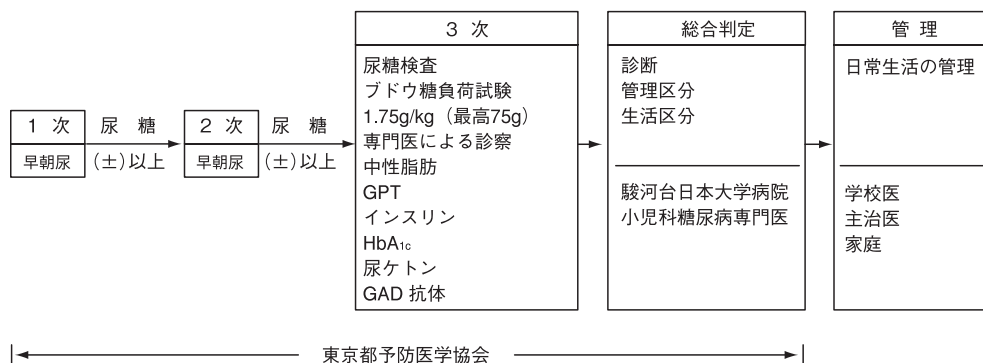 1 次
早朝尿
尿 糖
(±)以上
2 次
早朝尿
尿 糖
(±)以上
3 次
尿糖検査
ブドウ糖負荷試験
1.75g/kg（最高75g）
専門医による診察
中性脂肪
GPT
インスリン
HbA1c
尿ケトン
GAD 抗体
総合判定
診断
管理区分
生活区分
駿河台日本大学病院
小児科糖尿病専門医
管 理
日常生活の管理
学校医
主治医
家庭
東京都予防医学協会